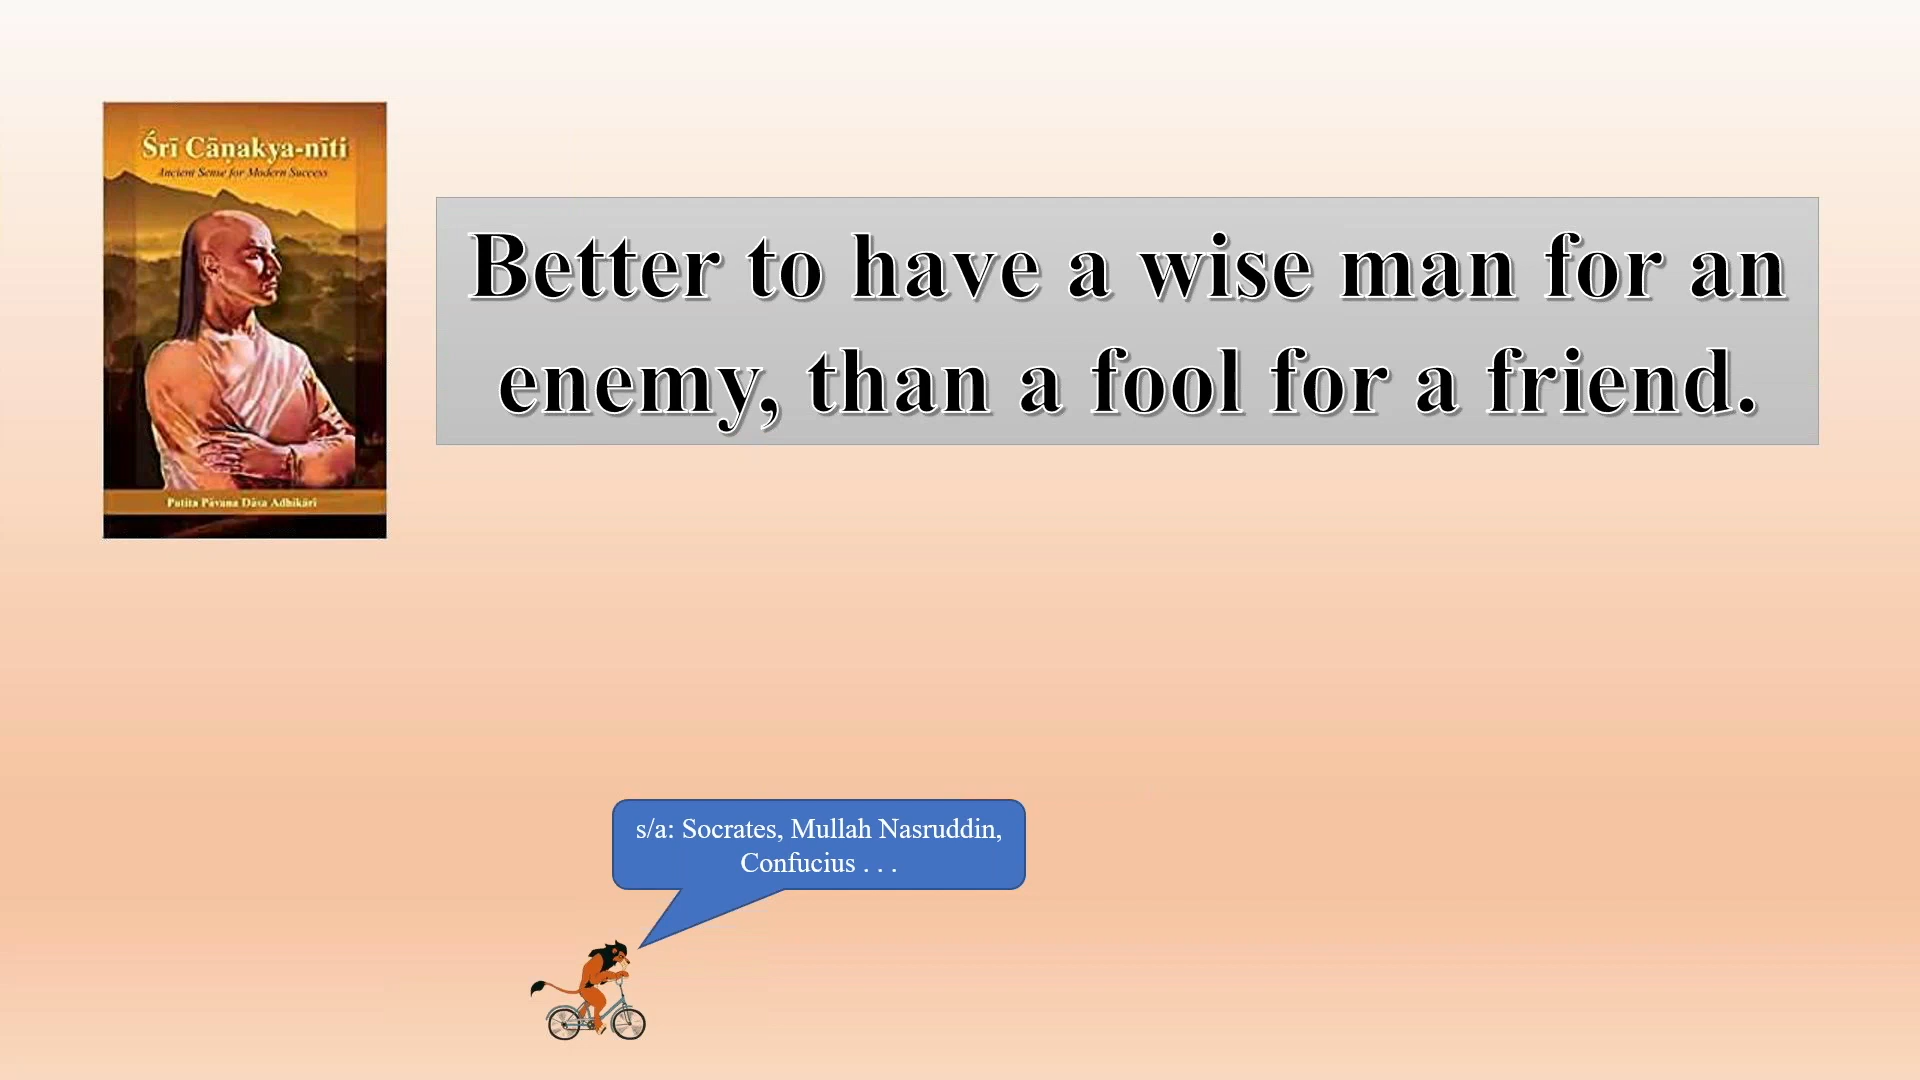 Śrī Cāṇakya-nīti
Ancient Sense for Modern Success
Patita Pāvana Dāsa Adhikārī
Better to have a wise man for an
enemy, than a fool for a friend.
s/a: Socrates, Mullah Nasruddin,
Confucius . . .